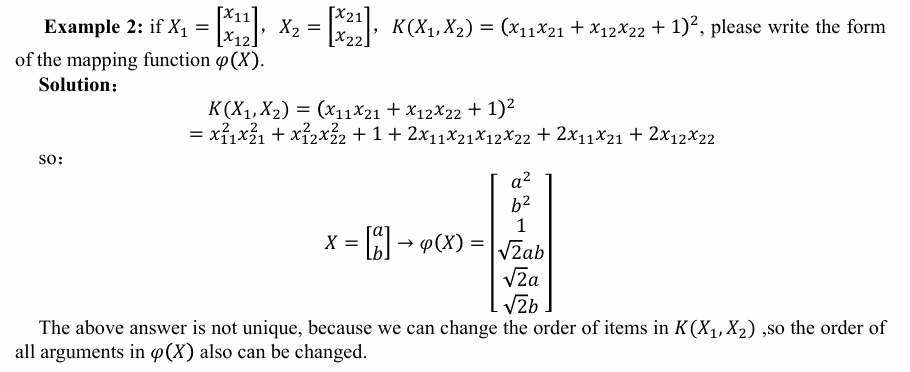 Example 2: if X₁ = [x₁₁ x₁₂], X₂ = [x₂₁ x₂₂], K(X₁, X₂) = (x₁₁x₂₁ + x₁₂x₂₂ + 1)², please write the form
of the mapping function φ(X).
Solution:
K(X₁, X₂) = (x₁₁x₂₁ + x₁₂x₂₂ + 1)²
= x₁₁²x₂₁² + x₁₂²x₂₂² + 1 + 2x₁₁x₂₁x₁₂x₂₂ + 2x₁₁x₂₁ + 2x₁₂x₂₂
so:
X = [a b] → φ(X) = [a² b² 1 √2ab √2a √2b]
The above answer is not unique, because we can change the order of items in K(X₁, X₂) ,so the order of
all arguments in φ(X) also can be changed.